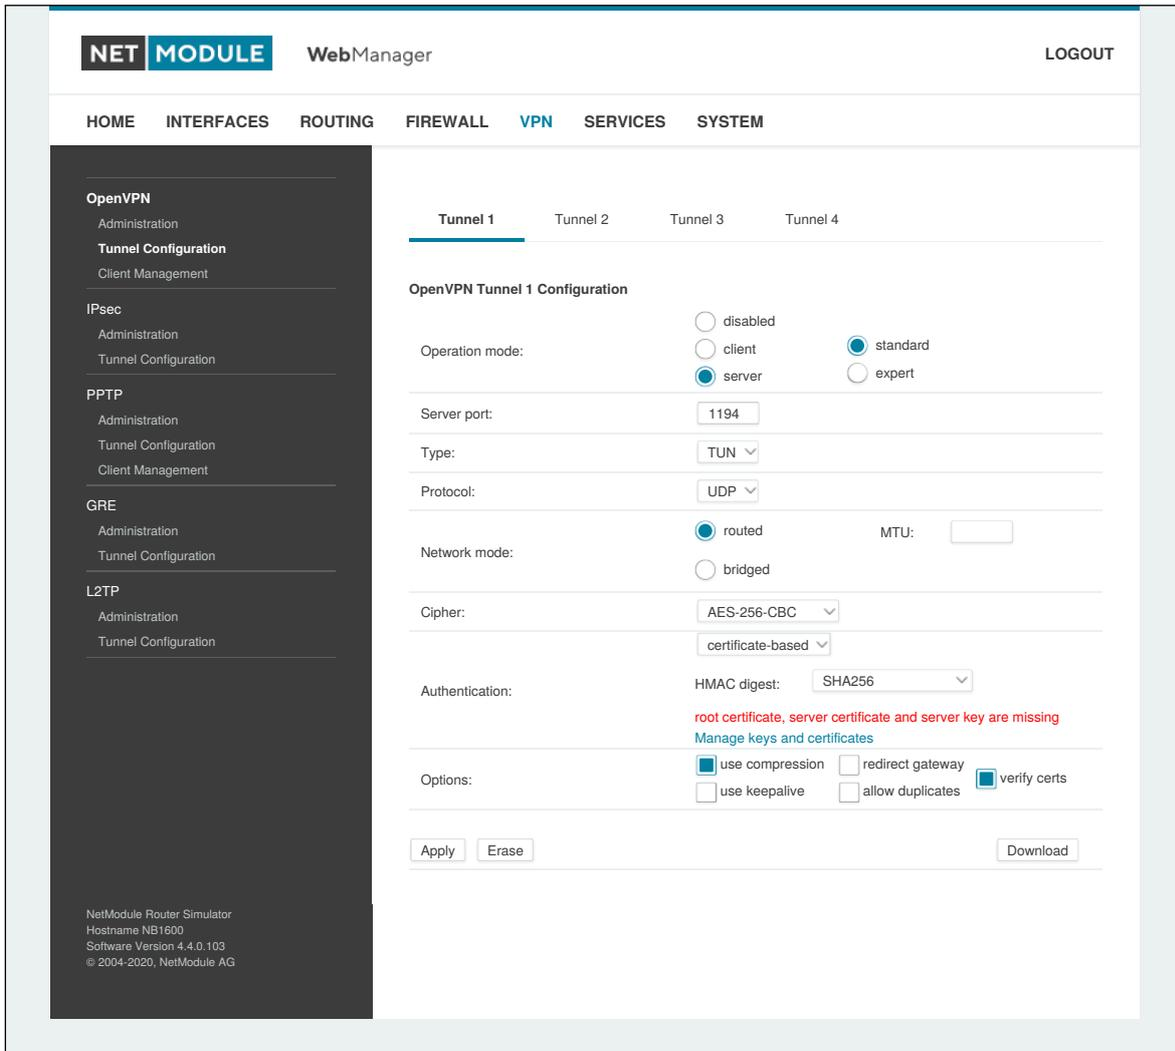 NET MODULE WebManager LOGOUT
HOME INTERFACES ROUTING FIREWALL VPN SERVICES SYSTEM
OpenVPN
Administration
Tunnel Configuration
Client Management
IPsec
Administration
Tunnel Configuration
PPTP
Administration
Tunnel Configuration
Client Management
GRE
Administration
Tunnel Configuration
L2TP
Administration
Tunnel Configuration
NetModule Router Simulator
Hostname NB1600
Software Version 4.4.0.103
© 2004-2020, NetModule AG
Tunnel 1 Tunnel 2 Tunnel 3 Tunnel 4
OpenVPN Tunnel 1 Configuration
Operation mode:
disabled
client
server
standard
expert
Server port: 1194
Type: TUN
Protocol: UDP
Network mode:
routed
bridged
MTU:
Cipher: AES-256-CBC
Authentication:
certificate-based
HMAC digest: SHA256
root certificate, server certificate and server key are missing
Manage keys and certificates
Options:
use compression redirect gateway
verify certs
use keepalive allow duplicates
Apply Erase Download